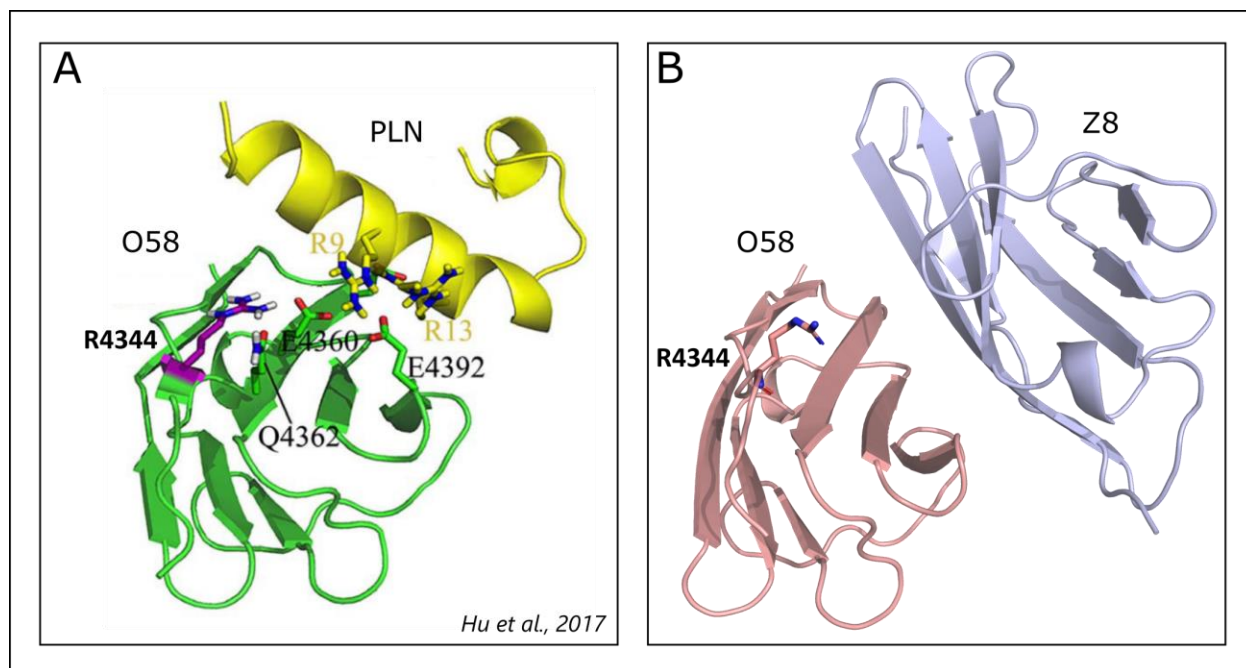 A
PLN
O58
R9
R4344
R13
E4360
E4392
Q4362
Hu et al., 2017
B
Z8
O58
R4344